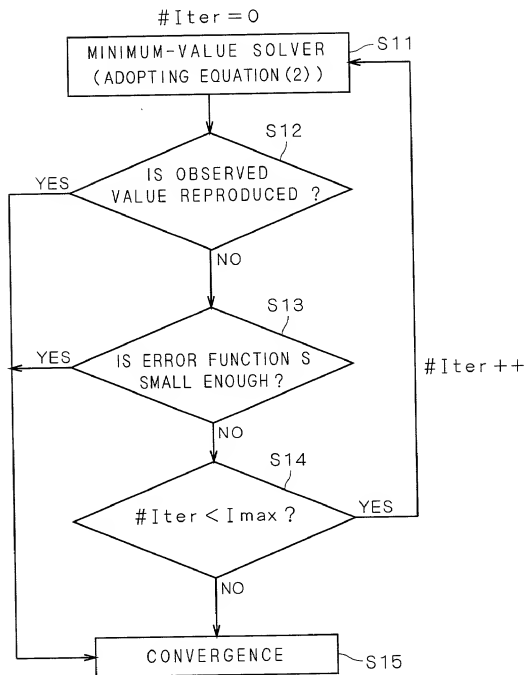 #Iter=0
MINIMUM-VALUE SOLVER
(ADOPTING EQUATION(2))
S11
S12
IS OBSERVED
VALUE REPRODUCED ?
YES
NO
S13
IS ERROR FUNCTION S
SMALL ENOUGH?
YES
NO
#Iter++
S14
#Iter<Imax?
YES
NO
CONVERGENCE
S15